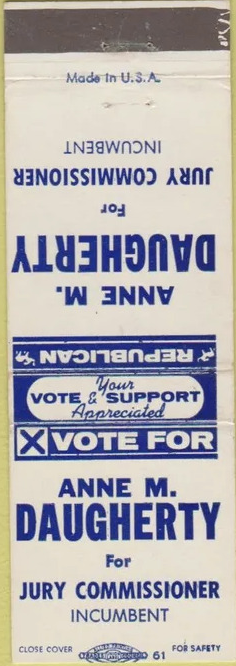 Made in U.S.A.
INCUMBENT
JURY COMMISSIONER
For
DAUGHERTY
ANNE M.
REPUBLICAN
Your
VOTE & SUPPORT
Appreciated
X VOTE FOR
ANNE M.
DAUGHERTY
For
JURY COMMISSIONER
INCUMBENT
CLOSE COVER
61
FOR SAFETY